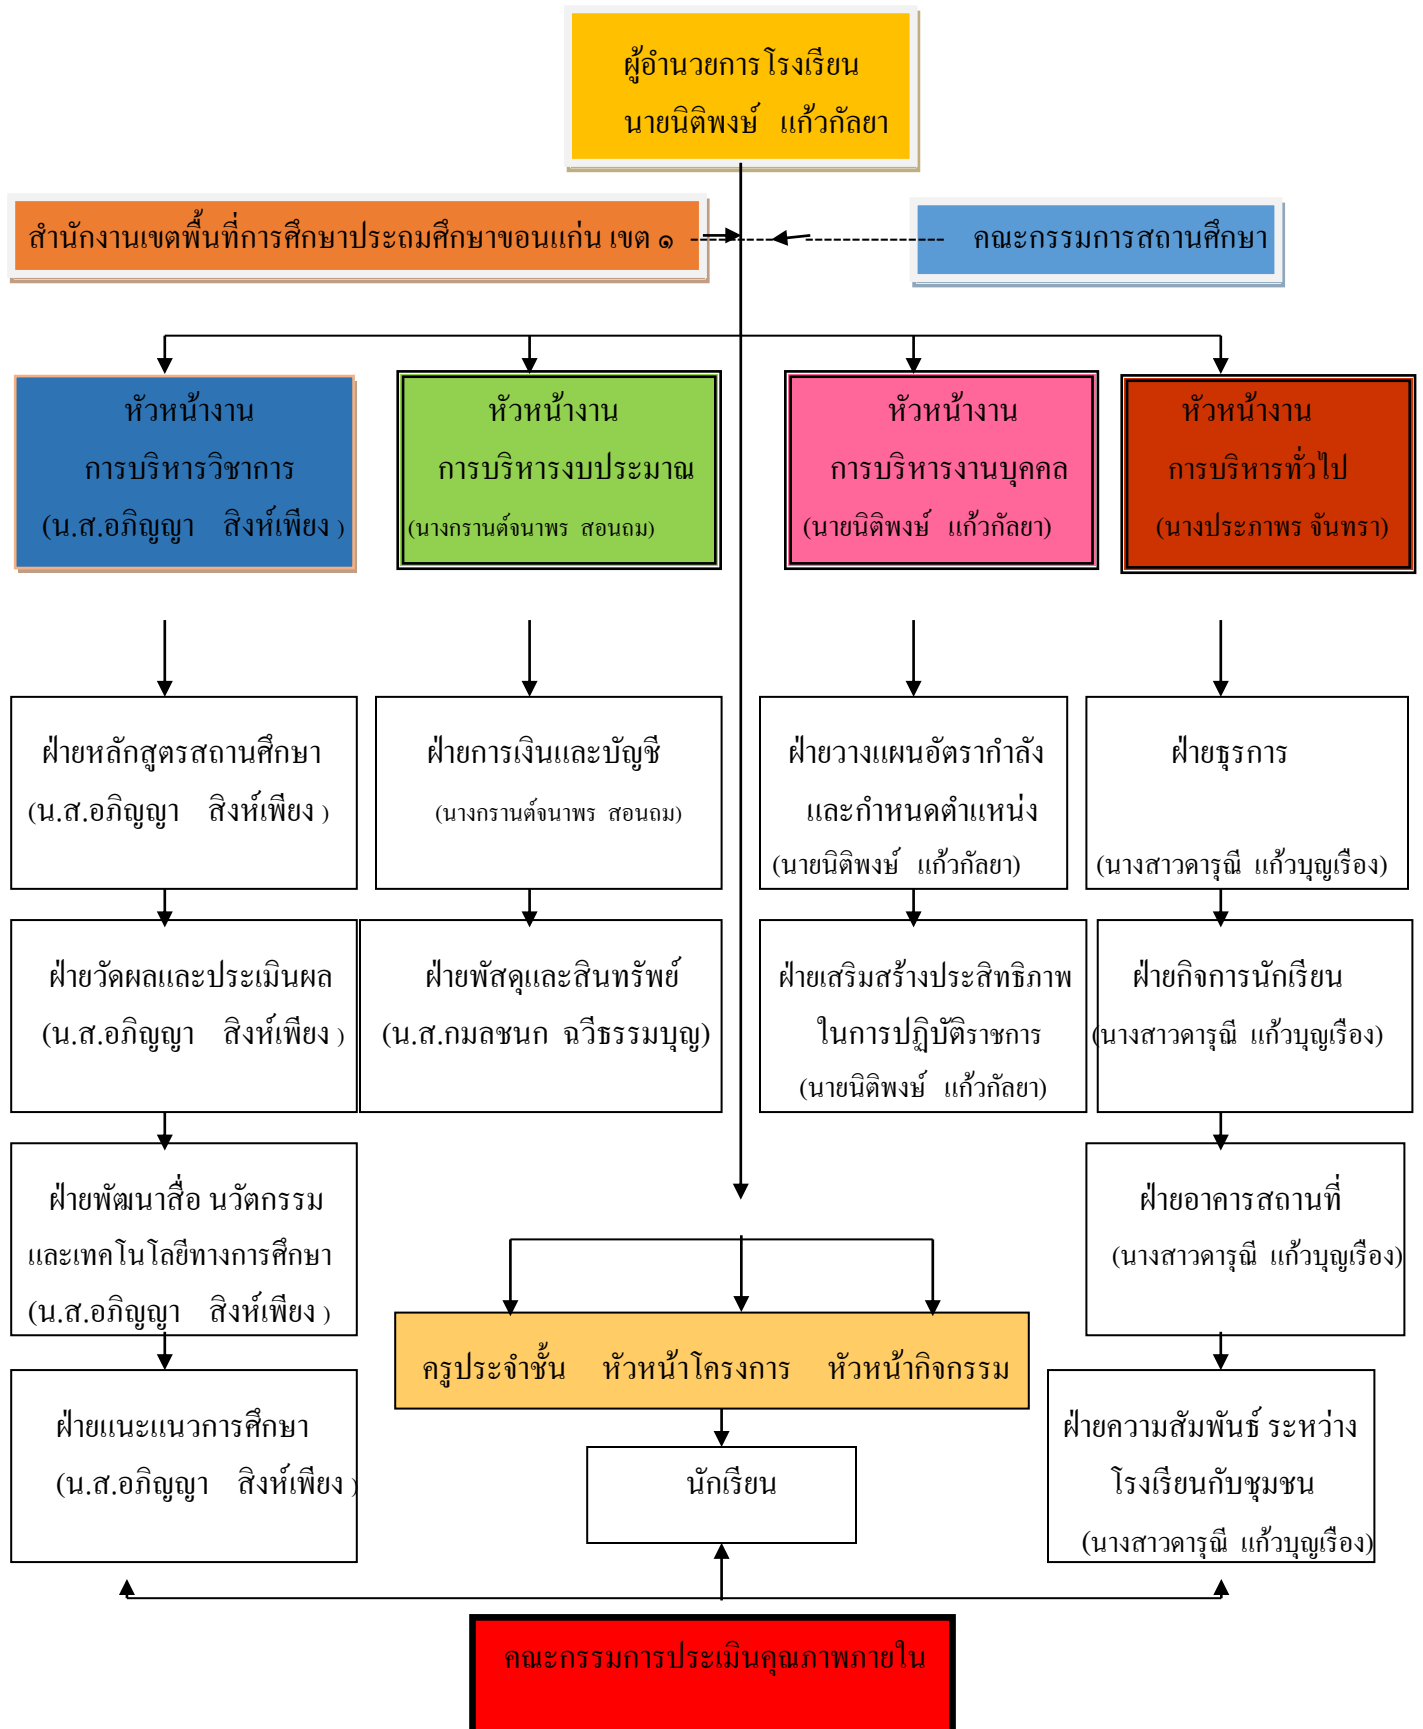 ผู้อำนวยการโรงเรียน
นายนิติพงษ์ แก้วกัลยา
สำนักงานเขตพื้นที่การศึกษาประถมศึกษาขอนแก่น เขต ๑
คณะกรรมการสถานศึกษา
หัวหน้างาน
การบริหารวิชาการ
(น.ส.อภิญญา สิงห์เพียง )
หัวหน้างาน
การบริหารงบประมาณ
(นางกรานต์จนาพร สอนถม)
หัวหน้างาน
การบริหารงานบุคคล
(นายนิติพงษ์ แก้วกัลยา)
หัวหน้างาน
การบริหารทั่วไป
(นางประภาพร จันทรา)
ฝ่ายหลักสูตรสถานศึกษา
(น.ส.อภิญญา สิงห์เพียง )
ฝ่ายการเงินและบัญชี
(นางกรานต์จนาพร สอนถม)
ฝ่ายวางแผนอัตรากำลัง
และกำหนดตำแหน่ง
(นายนิติพงษ์ แก้วกัลยา)
ฝ่ายธุรการ
(นางสาวดารุณี แก้วบุญเรือง)
ฝ่ายวัดผลและประเมินผล
(น.ส.อภิญญา สิงห์เพียง )
ฝ่ายพัสดุและสินทรัพย์
(น.ส.กมลชนก ฉวีธรรมบุญ)
ฝ่ายเสริมสร้างประสิทธิภาพ
ในการปฏิบัติราชการ
(นายนิติพงษ์ แก้วกัลยา)
ฝ่ายกิจการนักเรียน
(นางสาวดารุณี แก้วบุญเรือง)
ฝ่ายพัฒนาสื่อ นวัตกรรม
และเทคโนโลยีทางการศึกษา
(น.ส.อภิญญา สิงห์เพียง )
ฝ่ายอาคารสถานที่
(นางสาวดารุณี แก้วบุญเรือง)
ครูประจำชั้น หัวหน้าโครงการ หัวหน้ากิจกรรม
ฝ่ายแนะแนวการศึกษา
(น.ส.อภิญญา สิงห์เพียง )
นักเรียน
ฝ่ายความสัมพันธ์ ระหว่าง
โรงเรียนกับชุมชน
(นางสาวดารุณี แก้วบุญเรือง)
คณะกรรมการประเมินคุณภาพภายใน